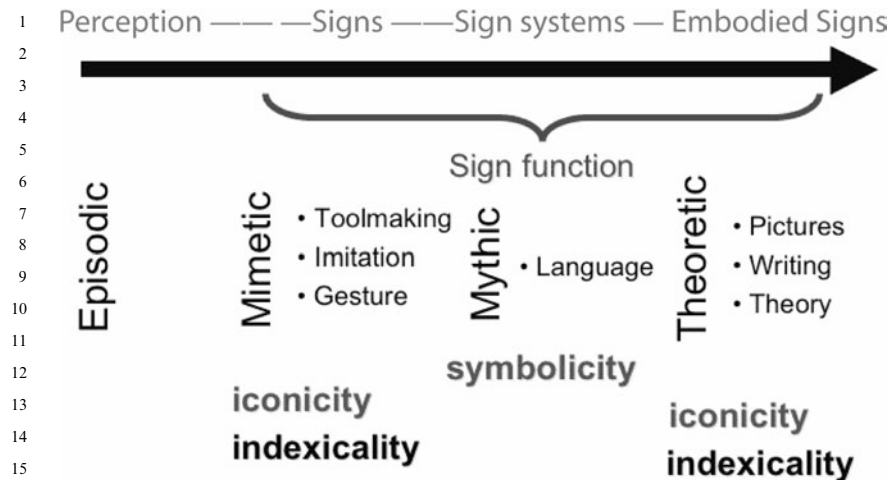 1
2
3
4
5
6
7
8
9
10
11
12
13
14
15
Perception —— — —Signs — ——Sign systems — Embodied Signs
Sign function
Episodic
Mimetic
• Toolmaking
• Imitation
• Gesture
iconicity
indexicality
Mythic
• Language
symbolicity
Theoretic
• Pictures
• Writing
• Theory
iconicity
indexicality